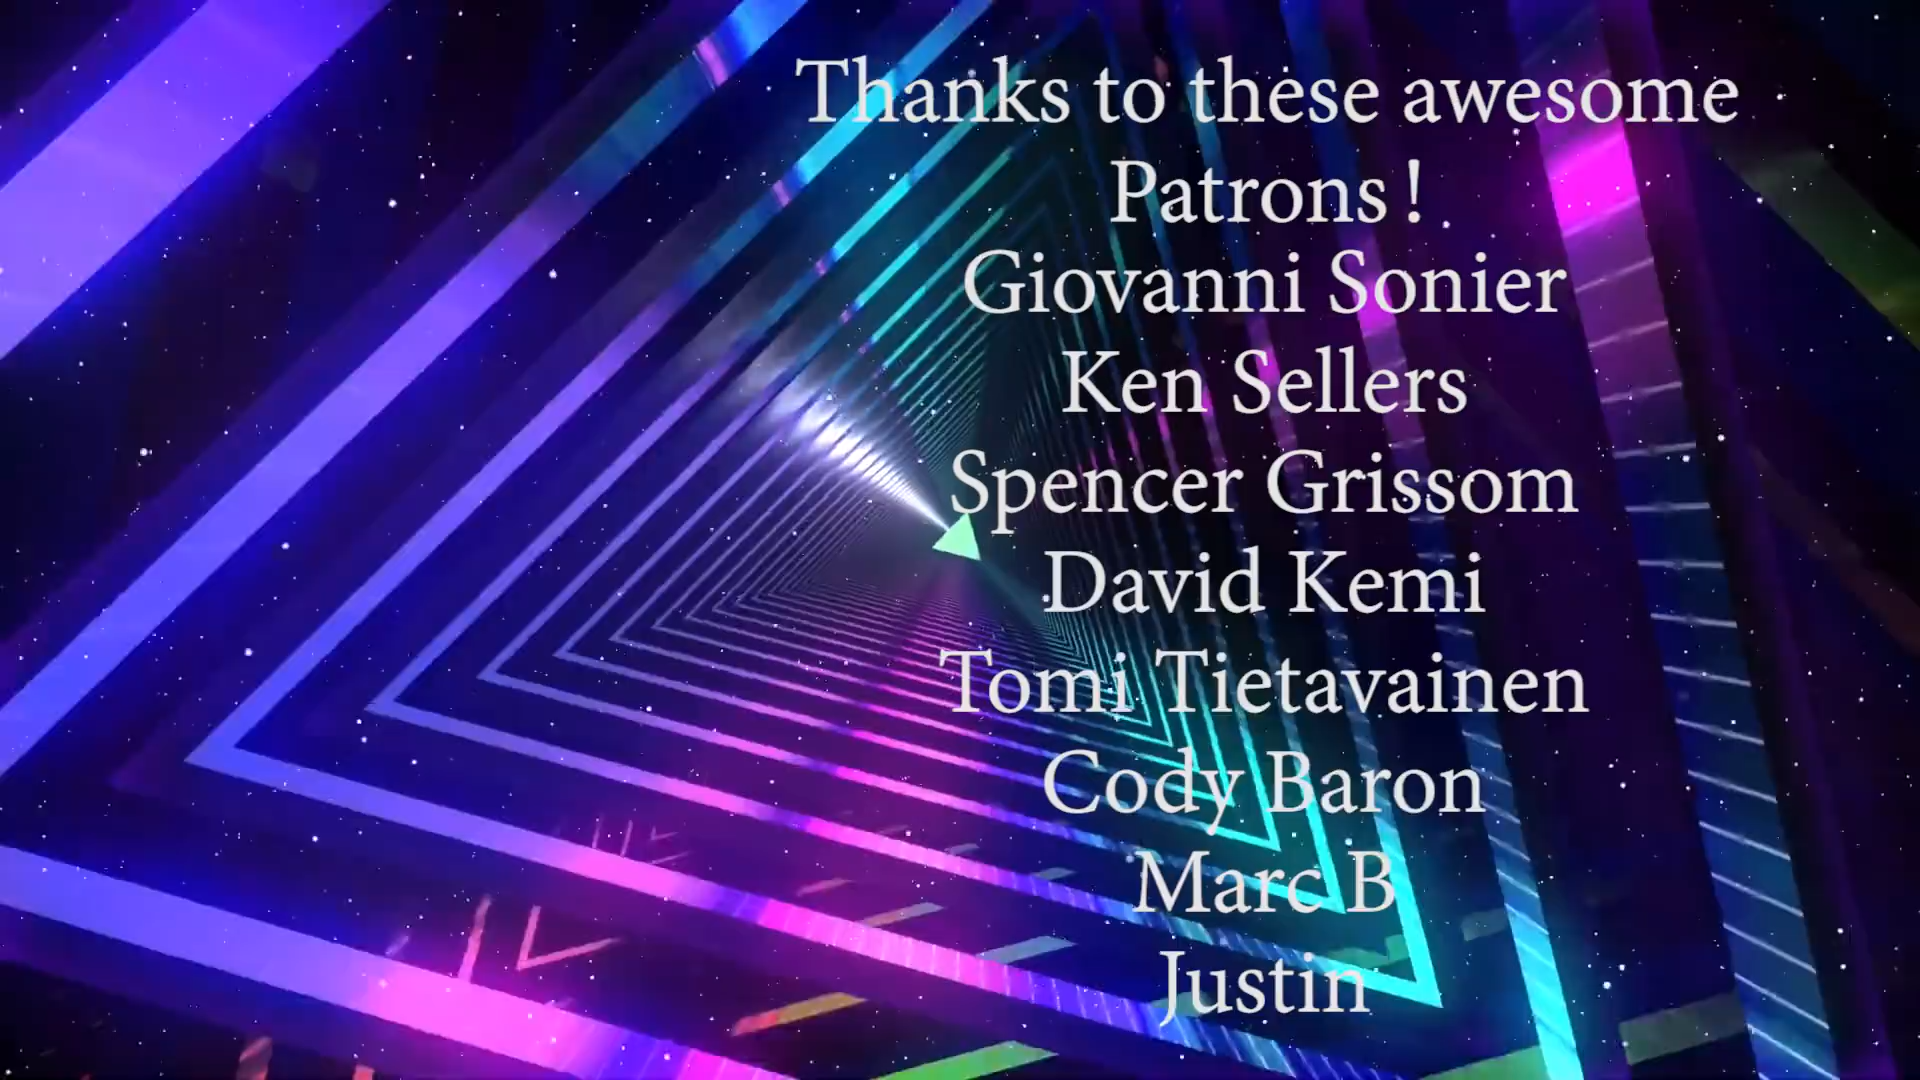 Thanks to these awesome
Patrons !
Giovanni Sonier
Ken Sellers
Spencer Grissom
David Kemi
Tomi Tietavainen
Cody Baron
Marc B
Justin